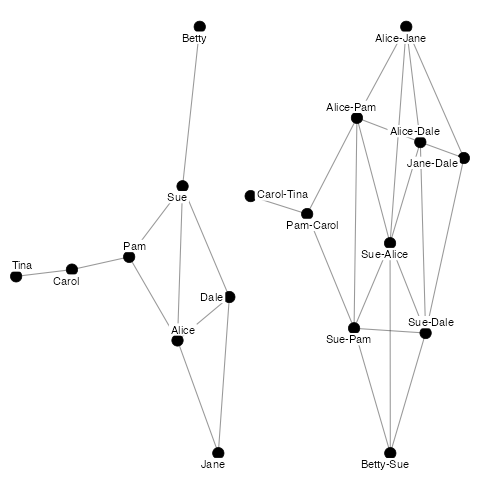 Betty
Sue
Pam
Tina
Carol
Dale
Alice
Jane
Alice-Jane
Alice-Pam
Alice-Dale
Jane-Dale
Carol-Tina
Pam-Carol
Sue-Alice
Sue-Dale
Sue-Pam
Betty-Sue